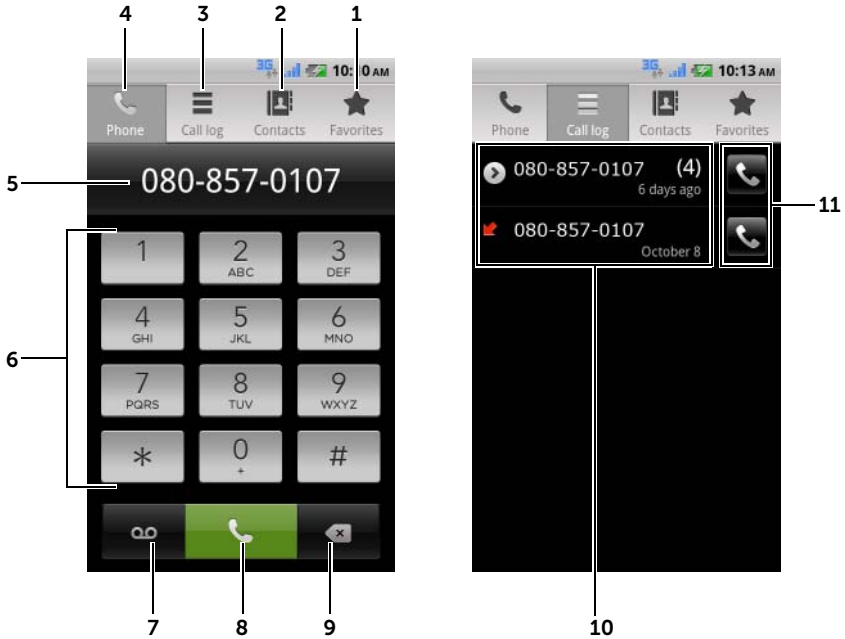 4 3 2 1
3G 10:10 AM
Phone Call log Contacts Favorites
5
080-857-0107
6
1 2 3
ABC DEF
4 5 6
GHI JKL MNO
7 8 9
PQRS TUV WXYZ
* 0 #
+
7 8 9
3G 10:13 AM
Phone Call log Contacts Favorites
080-857-0107 (4)
6 days ago
080-857-0107
October 8
11
10